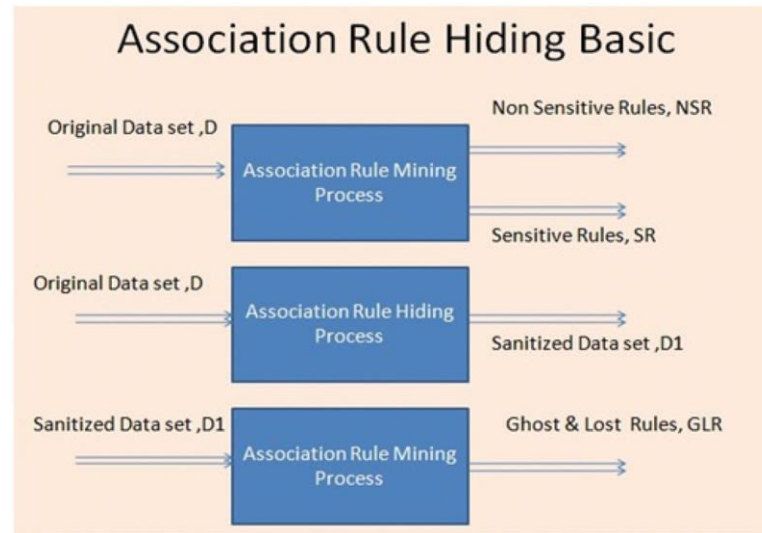 Association Rule Hiding Basic
Original Data set ,D
Association Rule Mining
Process
Non Sensitive Rules, NSR
Sensitive Rules, SR
Original Data set ,D
Association Rule Hiding
Process
Sanitized Data set ,D1
Sanitized Data set ,D1
Association Rule Mining
Process
Ghost & Lost Rules, GLR